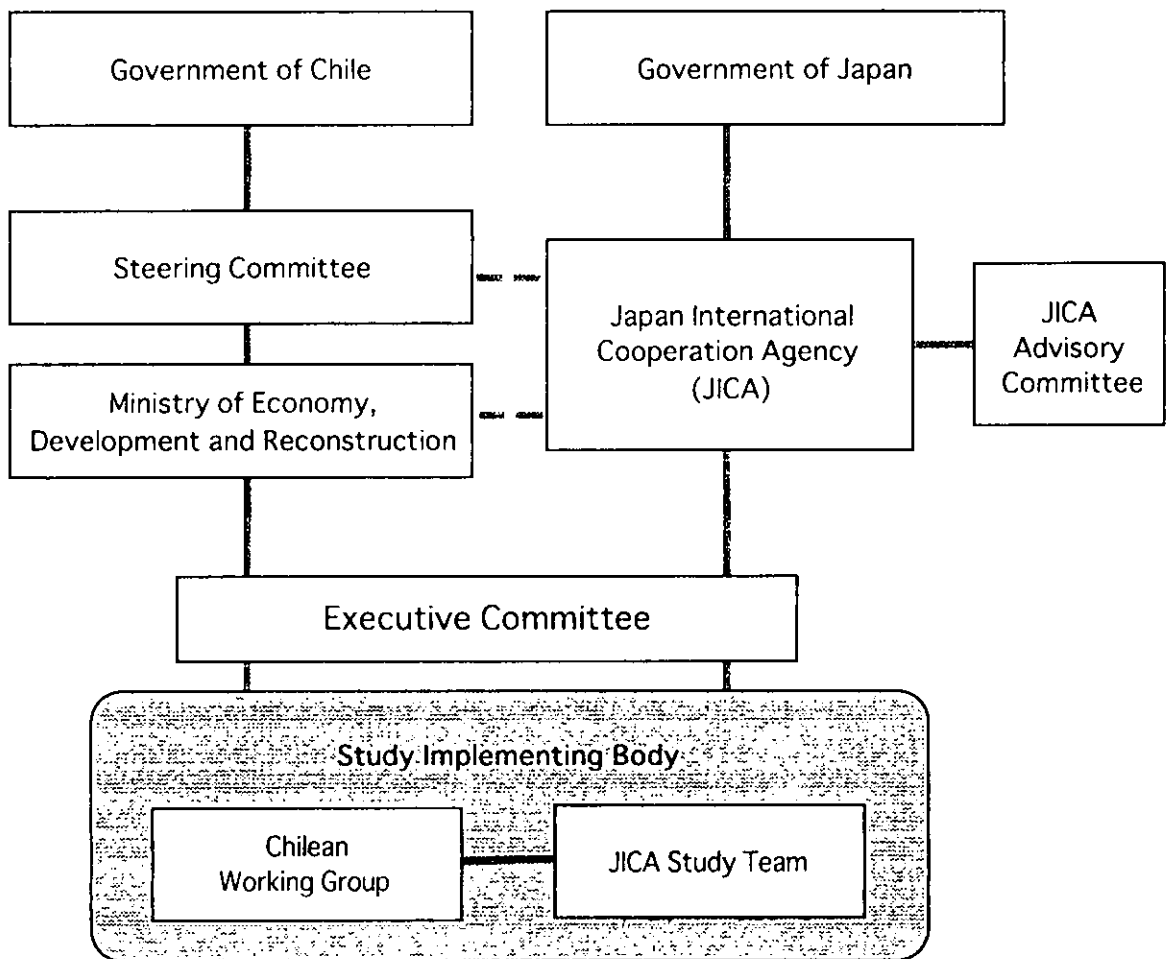 Government of Chile
Government of Japan
Steering Committee
Japan International
Cooperation Agency
(JICA)
JICA
Advisory
Committee
Ministry of Economy,
Development and Reconstruction
Executive Committee
Study Implementing Body
Chilean
Working Group
JICA Study Team